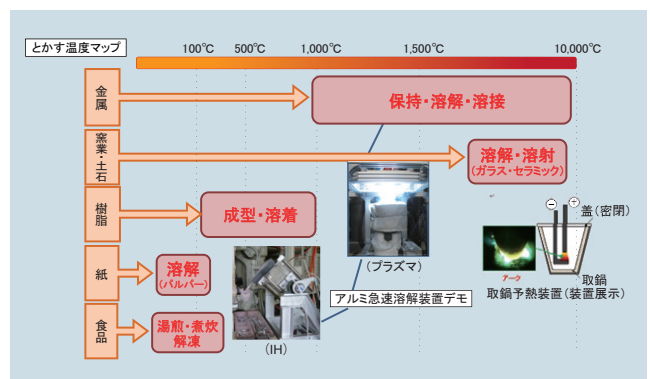 とかす温度マップ
100℃ 500℃ 1,000℃ 1,500℃ 10,000℃
金属
保持・溶解・溶接
窯業・土石
溶解・溶射
(ガラス・セラミック)
樹脂
成型・溶着
(プラズマ)
⊖ ⊕
蓋(密閉)
アーク
取鍋
取鍋予熱装置(装置展示)
紙
溶解
(パルパー)
アルミ急速溶解装置デモ
食品
湯煎・煮炊
解凍
(IH)